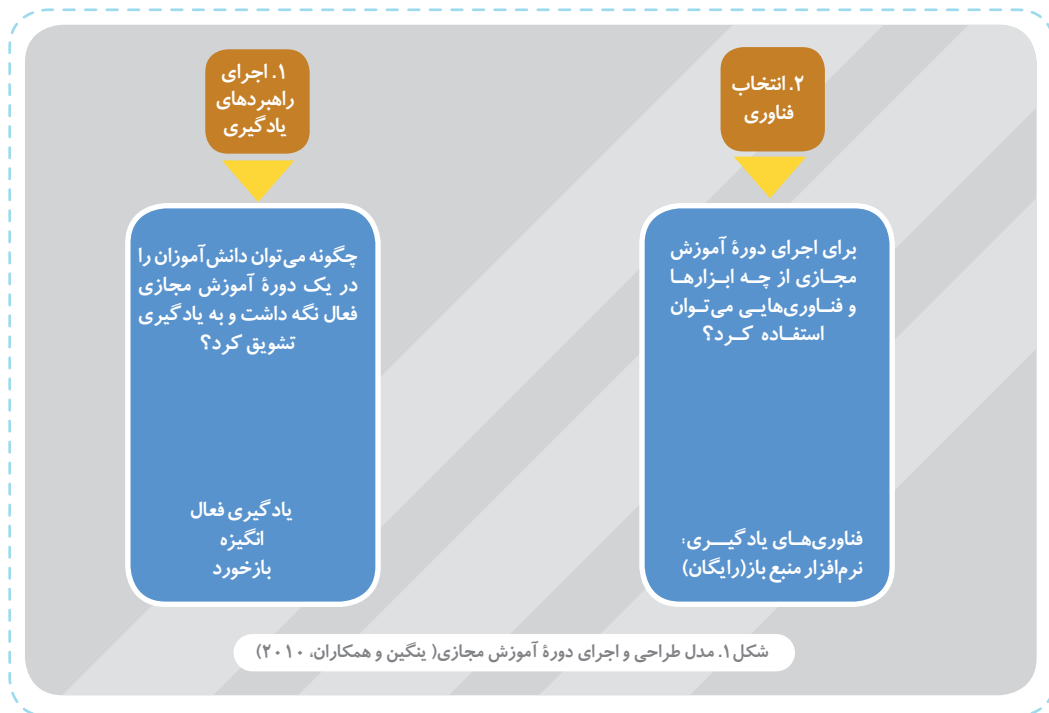 ۲. انتخاب
فناوری
برای اجرای دورهٔ آموزش
مجازی از چه ابزارها
و فناوری‌هایی می‌توان
استفاده کرد؟
فناوری‌های یادگیری:
نرم‌افزار منبع باز(رایگان)
۱. اجرای
راهبردهای
یادگیری
چگونه می‌توان دانش‌آموزان را
در یک دورهٔ آموزش مجازی
فعال نگه داشت و به یادگیری
تشویق کرد؟
یادگیری فعال
انگیزه
بازخورد
شکل ۱. مدل طراحی و اجرای دورهٔ آموزش مجازی( ینگین و همکاران، ۲۰۱۰)